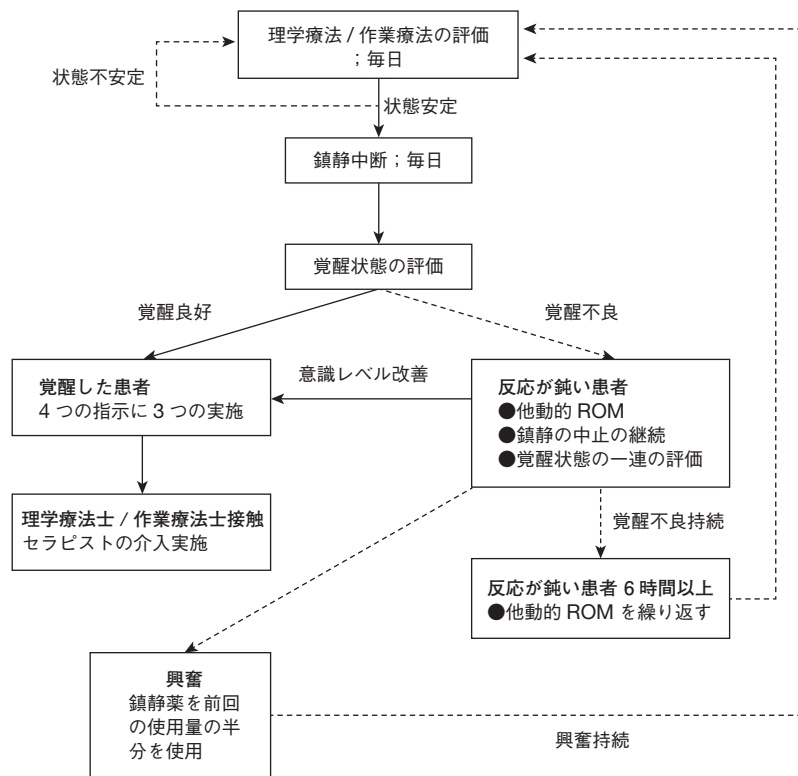 理学療法 / 作業療法の評価
；毎日
状態不安定
状態安定
鎮静中断；毎日
覚醒状態の評価
覚醒良好
覚醒不良
覚醒した患者
4 つの指示に 3 つの実施
意識レベル改善
反応が鈍い患者
●他動的 ROM
●鎮静の中止の継続
●覚醒状態の一連の評価
理学療法士 / 作業療法士接触
セラピストの介入実施
覚醒不良持続
反応が鈍い患者 6 時間以上
●他動的 ROM を繰り返す
興奮
鎮静薬を前回
の使用量の半
分を使用
興奮持続